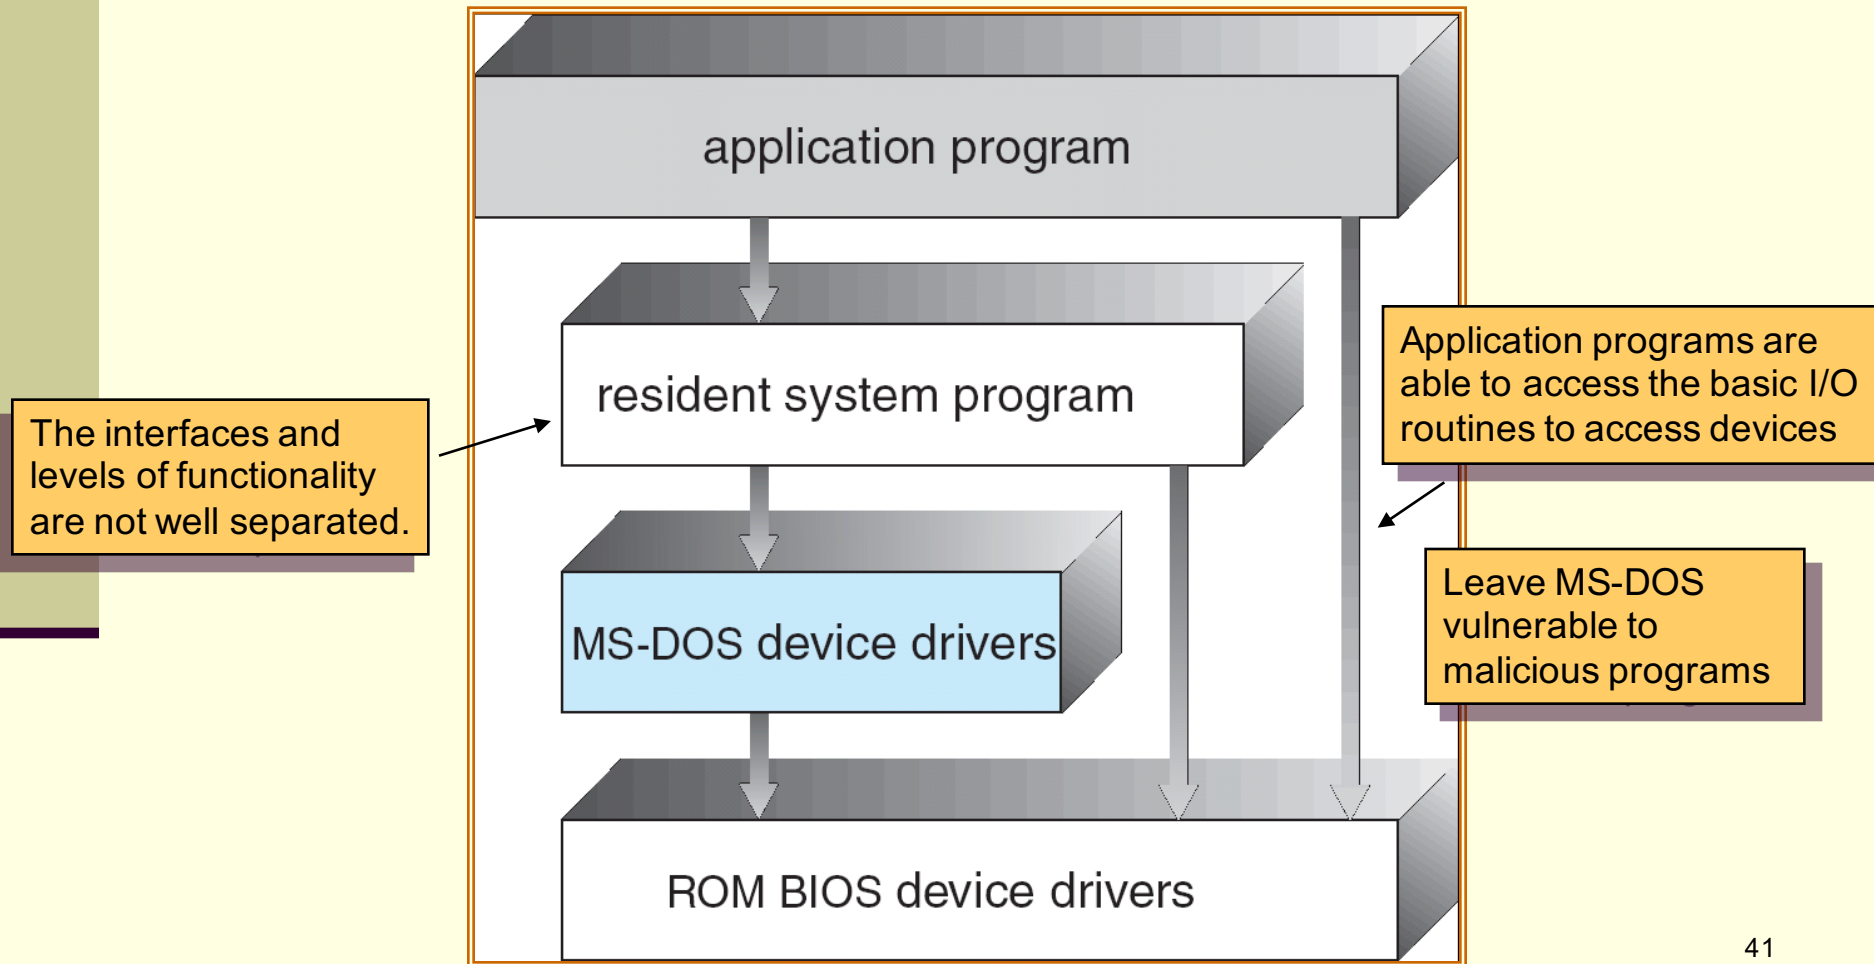 application program
resident system program
Application programs are
able to access the basic I/O
routines to access devices
The interfaces and
levels of functionality
are not well separated.
MS-DOS device drivers
Leave MS-DOS
vulnerable to
malicious programs
ROM BIOS device drivers
41